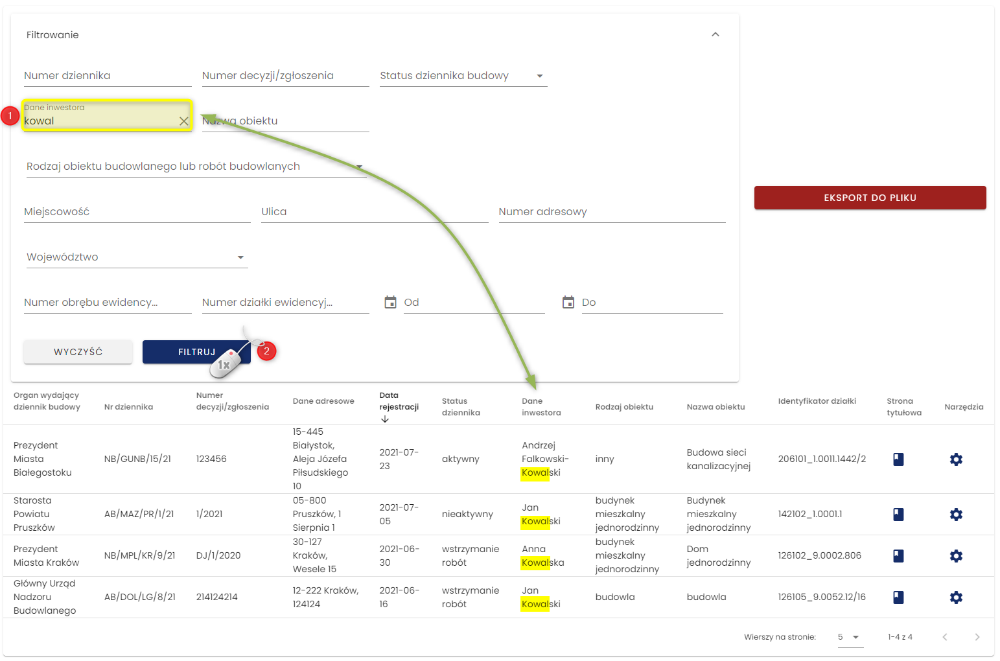 Filtrowanie
Numer dziennika
Numer decyzji/zgłoszenia
Status dziennika budowy
1
Dane inwestora
kowal
Nazwa obiektu
Rodzaj obiektu budowlanego lub robót budowlanych
EKSPORT DO PLIKU
Miejscowość
Ulica
Numer adresowy
Województwo
Numer obrębu ewidency...
Numer działki ewidencyj...
Od
Do
WYCZYŚĆ
FILTRUJ
1x
2
Organ wydający
dziennik budowy
Nr dziennika
Numer
decyzji/zgłoszenia
Dane adresowe
Data
rejestracji
Status
dziennika
Dane
inwestora
Rodzaj obiektu
Nazwa obiektu
Identyfikator działki
Strona
tytułowa
Narzędzia
Prezydent
Miasta
Białegostoku
NB/GUNB/15/21
123456
15-445
Białystok,
Aleja Józefa
Piłsudskiego
10
2021-07-
23
aktywny
Andrzej
Falkowski-
Kowalski
inny
Budowa sieci
kanalizacyjnej
206101_1.0011.1442/2
Starosta
Powiatu
Pruszków
AB/MAZ/PR/1/21
1/2021
05-800
Pruszków, 1
Sierpnia 1
2021-07-
05
nieaktywny
Jan
Kowalski
budynek
mieszkalny
jednorodzinny
Budynek
mieszkalny
jednorodzinny
142102_1.0001.1
Prezydent
Miasta Kraków
NB/MPL/KR/9/21
DJ/1/2020
30-127
Kraków,
Wesele 15
2021-06-
30
wstrzymanie
robót
Anna
Kowalska
budynek
mieszkalny
jednorodzinny
Dom
jednorodzinny
126102_9.0002.806
Główny Urząd
Nadzoru
Budowlanego
AB/DOL/LG/8/21
214124214
12-222 Kraków,
124124
2021-06-
16
wstrzymanie
robót
Jan
Kowalski
budowla
budowla
126105_9.0052.12/16
Wierszy na stronie:
5
1-4 z 4